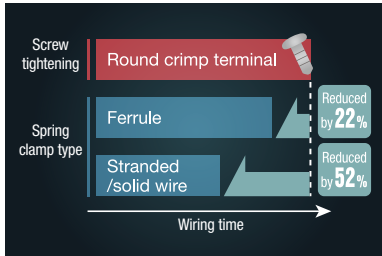 Screw
tightening
Round crimp terminal
Spring
clamp type
Ferrule
Reduced
by 22%
Stranded
/solid wire
Reduced
by 52%
Wiring time